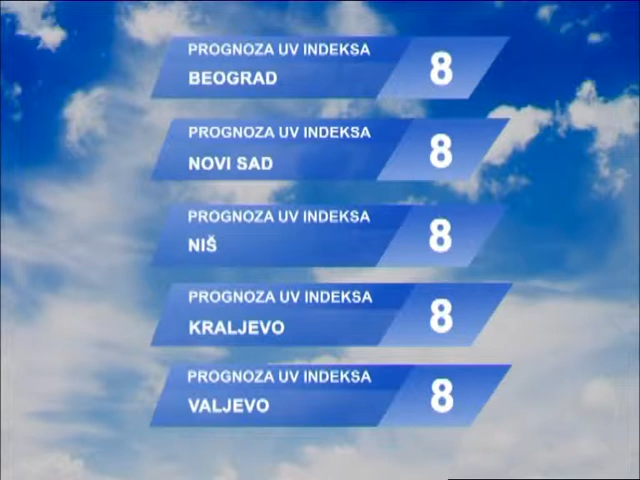 PROGNOZA UV INDEKSA
BEOGRAD
8
PROGNOZA UV INDEKSA
NOVI SAD
8
PROGNOZA UV INDEKSA
NIŠ
8
PROGNOZA UV INDEKSA
KRALJEVO
8
PROGNOZA UV INDEKSA
VALJEVO
8